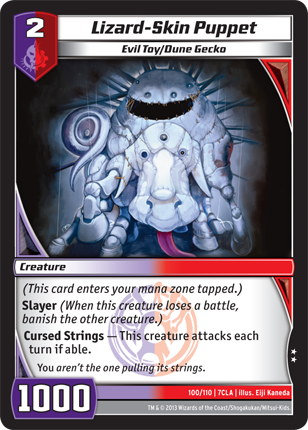 2
Lizard-Skin Puppet
Evil Toy/Dune Gecko
Creature
(This card enters your mana zone tapped.)
Slayer (When this creature loses a battle,
banish the other creature.)
Cursed Strings — This creature attacks each
turn if able.
You aren't the one pulling its strings.
1000
100/110 | 7CLA | illus. Eiji Kaneda
TM & © 2013 Wizards of the Coast/Shogakukan/Mitsui-Kids.